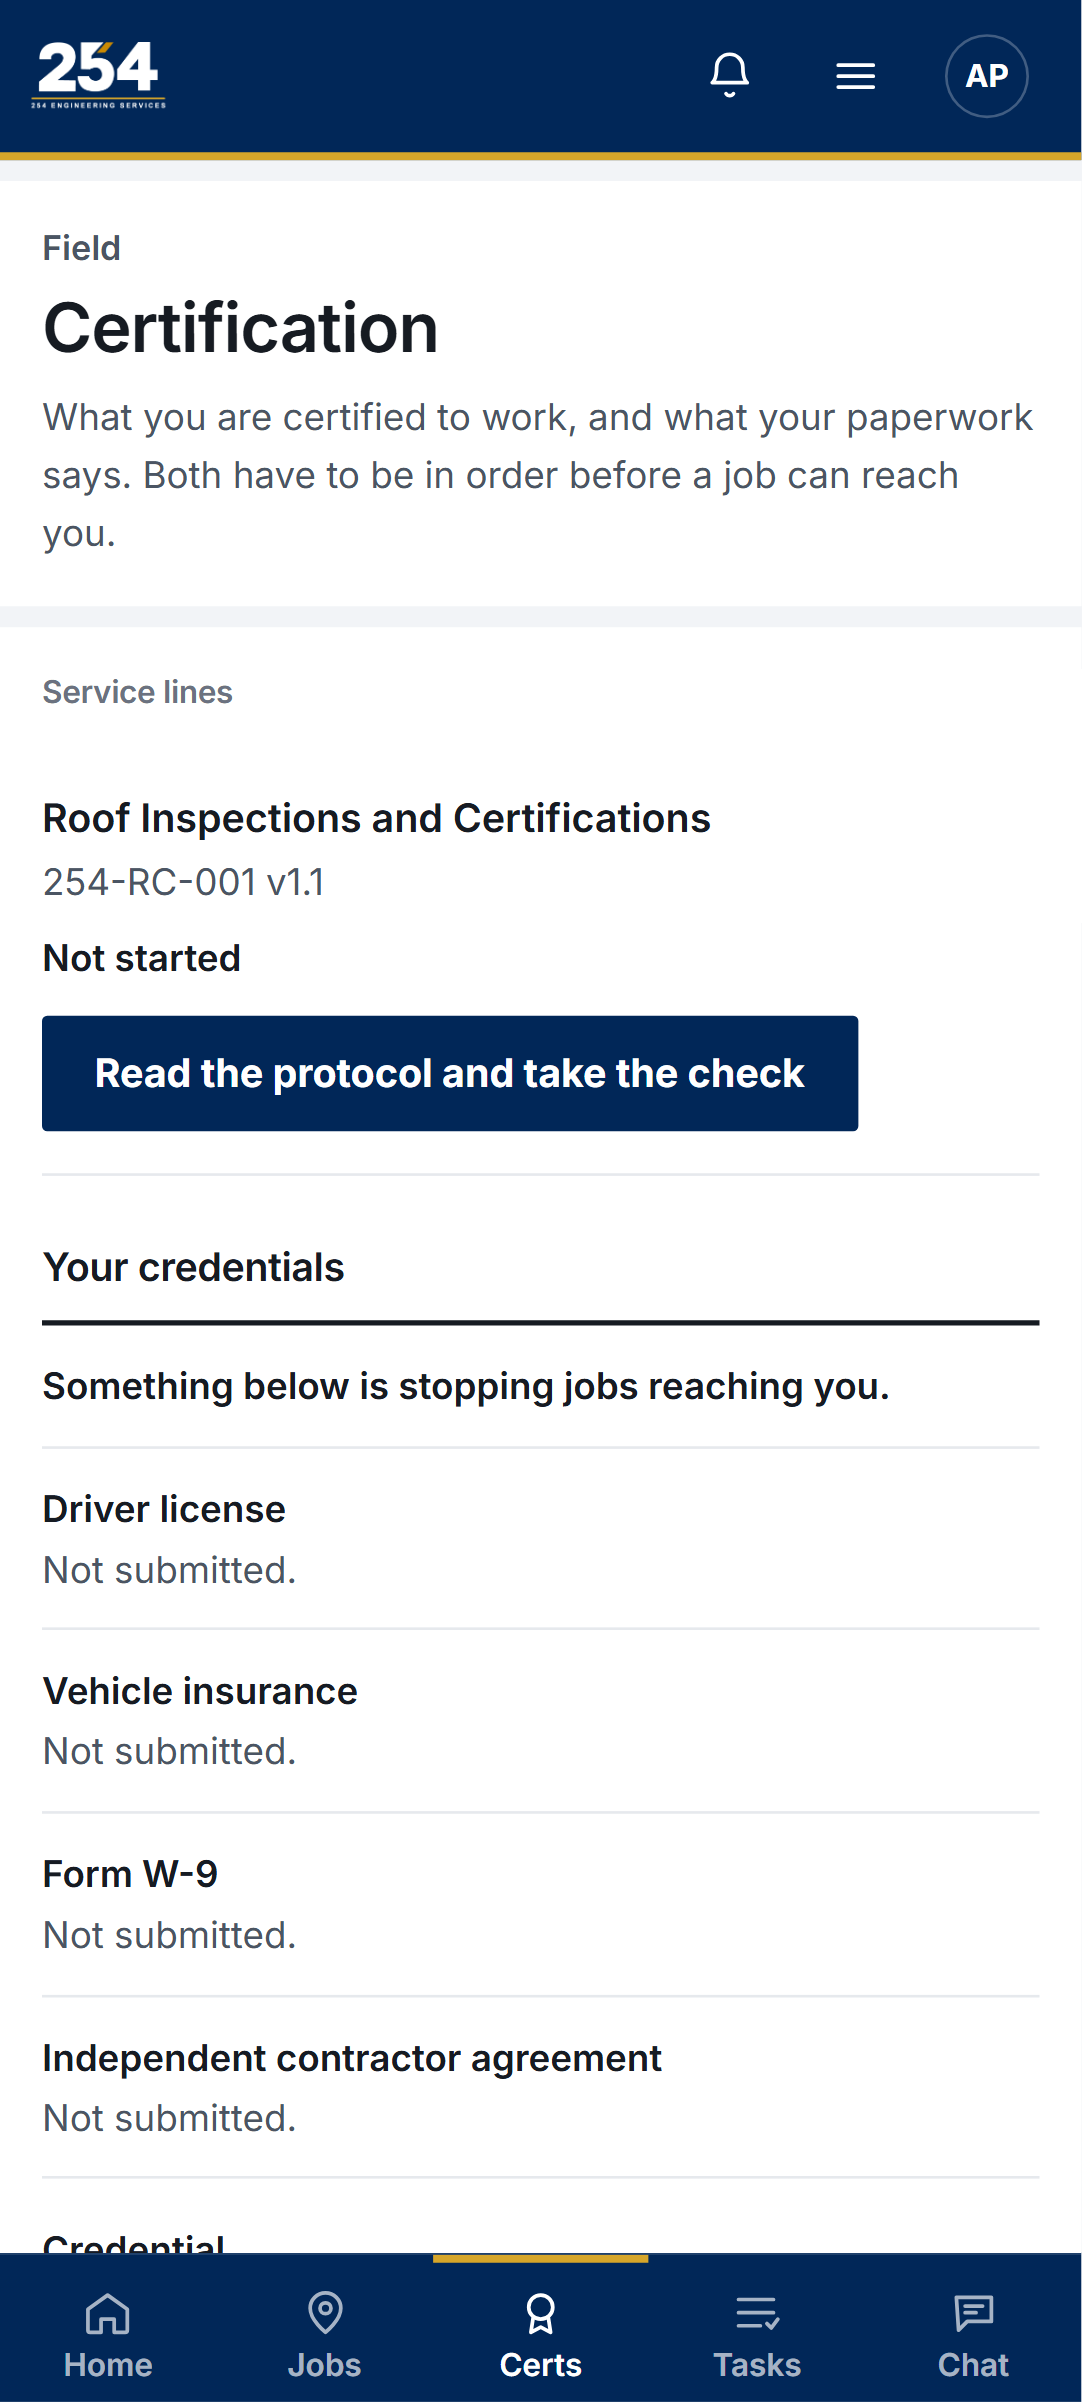 254
254 ENGINEERING SERVICES
AP
Field
Certification
What you are certified to work, and what your paperwork
says. Both have to be in order before a job can reach
you.
Service lines
Roof Inspections and Certifications
254-RC-001 v1.1
Not started
Read the protocol and take the check
Your credentials
Something below is stopping jobs reaching you.
Driver license
Not submitted.
Vehicle insurance
Not submitted.
Form W-9
Not submitted.
Independent contractor agreement
Not submitted.
Credential
Home
Jobs
Certs
Tasks
Chat